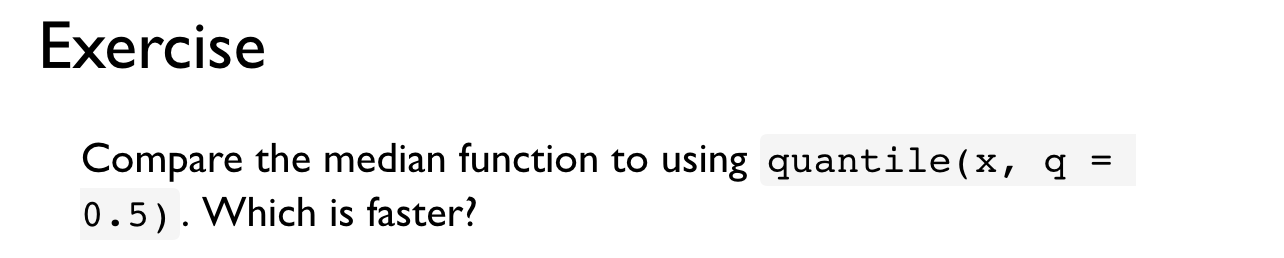 Exercise
Compare the median function to using quantile(x, q =
0.5). Which is faster?